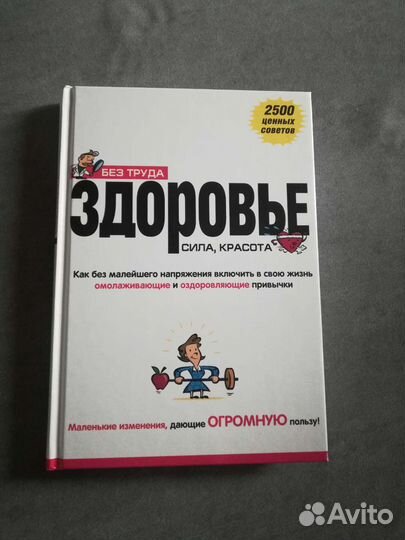 2500
ценных
советов
БЕЗ ТРУДА
ЗДОРОВЬЕ
СИЛА, КРАСОТА
Как без малейшего напряжения включить в свою жизнь
омолаживающие и оздоровляющие привычки
Маленькие изменения, дающие ОГРОМНУЮ пользу!
Avito